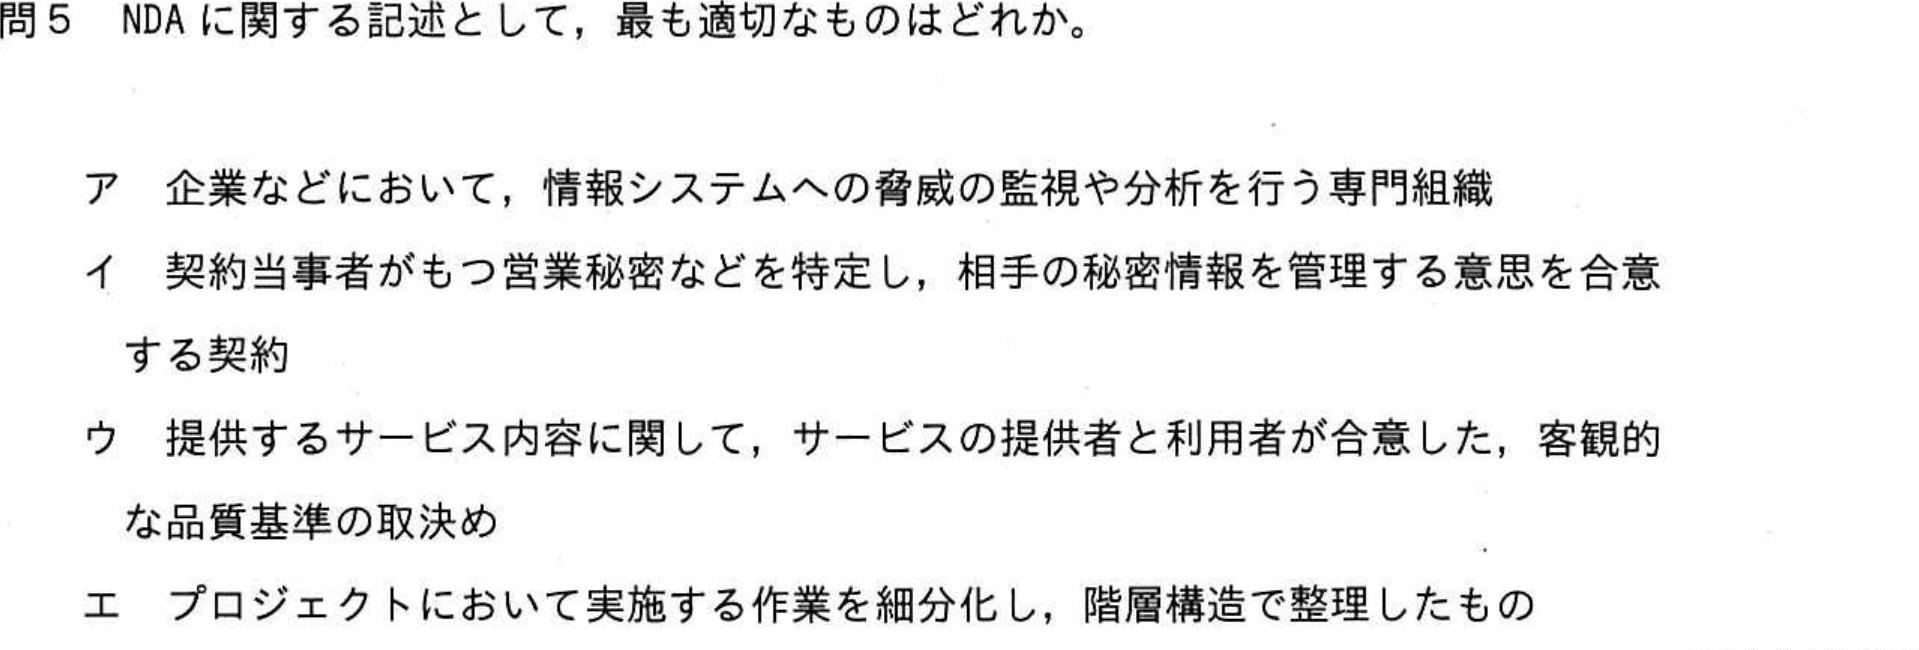 問5 NDAに関する記述として，最も適切なものはどれか。
ア 企業などにおいて，情報システムへの脅威の監視や分析を行う専門組織
イ 契約当事者がもつ営業秘密などを特定し，相手の秘密情報を管理する意思を合意
する契約
ウ 提供するサービス内容に関して，サービスの提供者と利用者が合意した，客観的
な品質基準の取決め
エ プロジェクトにおいて実施する作業を細分化し，階層構造で整理したもの